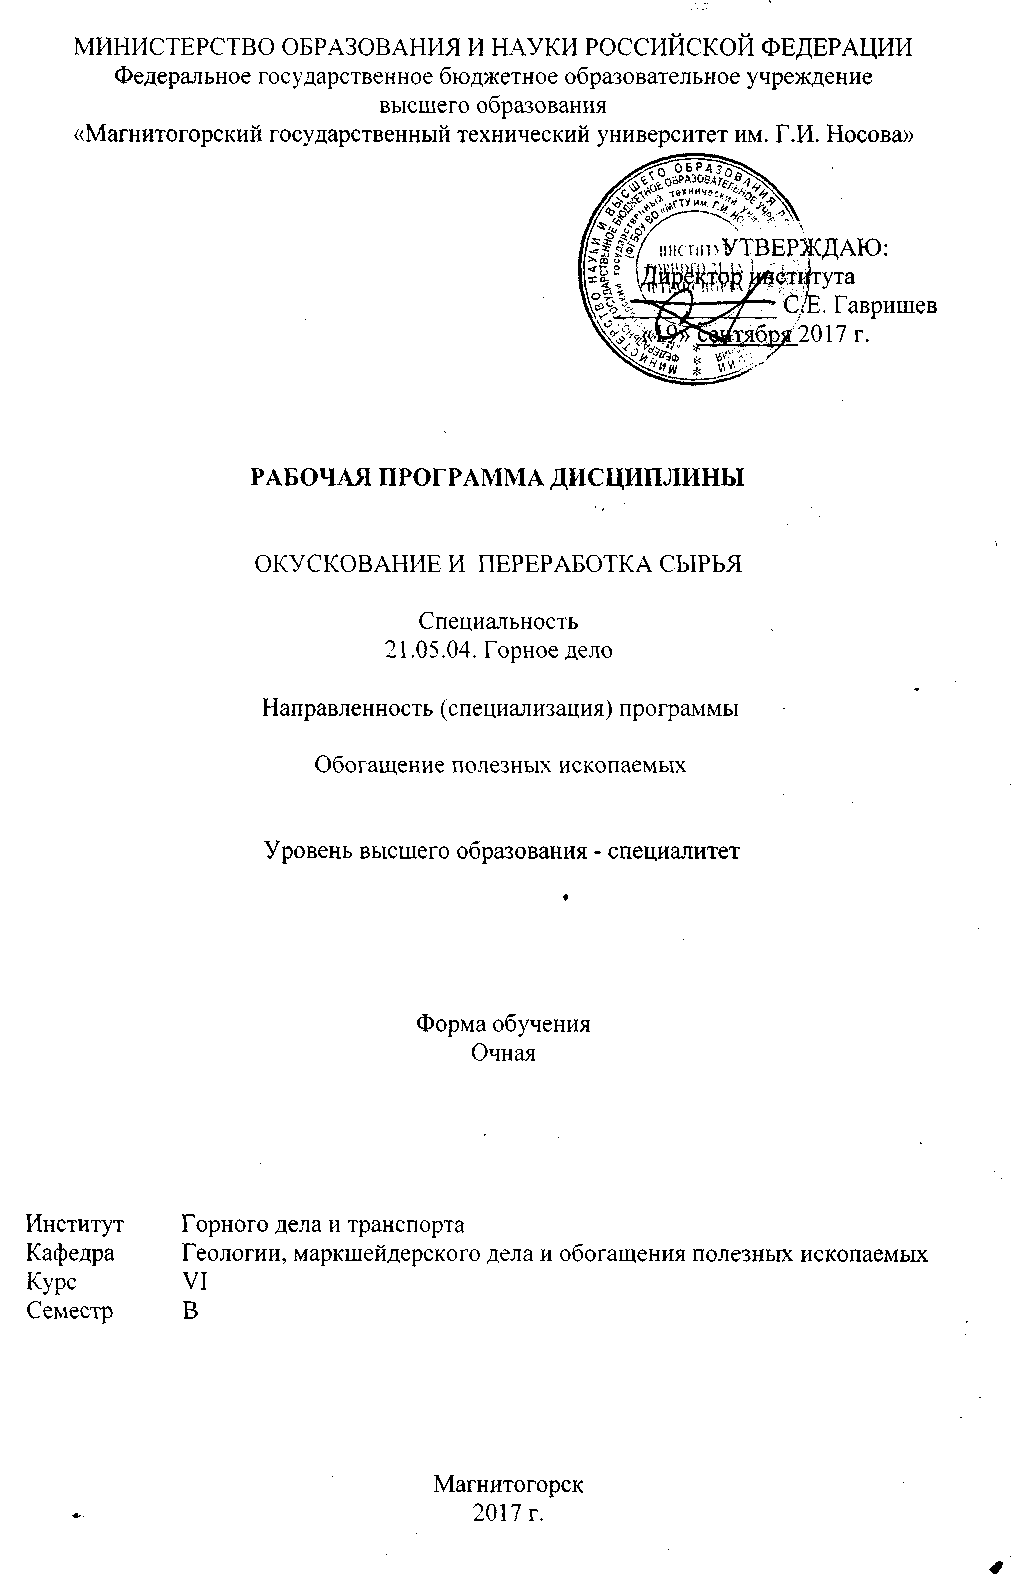 МИНИСТЕРСТВО ОБРАЗОВАНИЯ И НАУКИ РОССИЙСКОЙ ФЕДЕРАЦИИ
Федеральное государственное бюджетное образовательное учреждение
высшего образования
«Магнитогорский государственный технический университет им. Г.И. Носова»
УТВЕРЖДАЮ:
Директор института
С.Е. Гавришев
«19» сентября 2017 г.
РАБОЧАЯ ПРОГРАММА ДИСЦИПЛИНЫ
ОКУСКОВАНИЕ И ПЕРЕРАБОТКА СЫРЬЯ
Специальность
21.05.04. Горное дело
Направленность (специализация) программы
Обогащение полезных ископаемых
Уровень высшего образования - специалитет
Форма обучения
Очная
Институт Горного дела и транспорта
Кафедра Геологии, маркшейдерского дела и обогащения полезных ископаемых
Курс VI
Семестр В
Магнитогорск
2017 г.